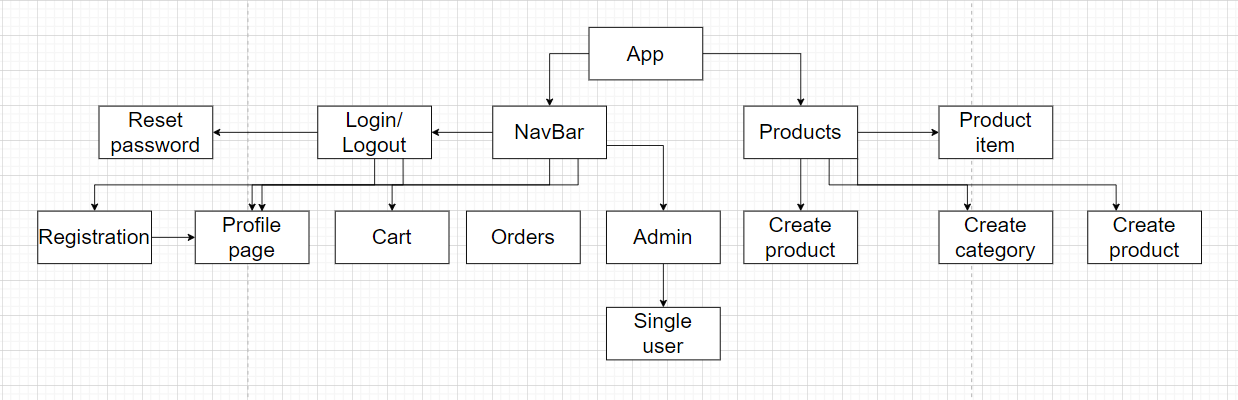 App
Reset
password
Login/
Logout
NavBar
Products
Product
item
Registration
Profile
page
Cart
Orders
Admin
Create
product
Create
category
Create
product
Single
user